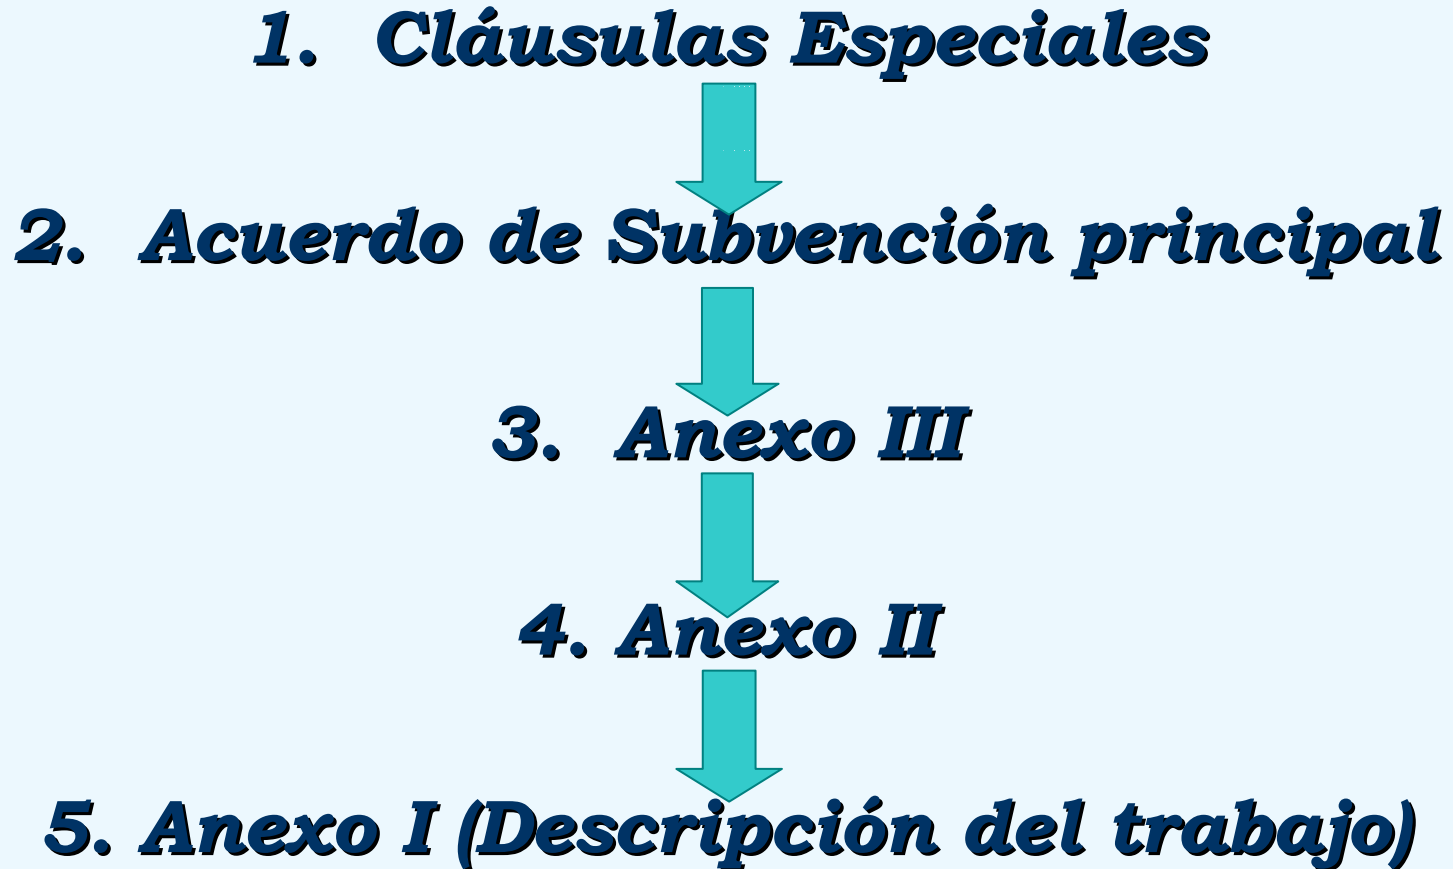 1. Cláusulas Especiales
2. Acuerdo de Subvención principal
3. Anexo III
4. Anexo II
5. Anexo I (Descripción del trabajo)